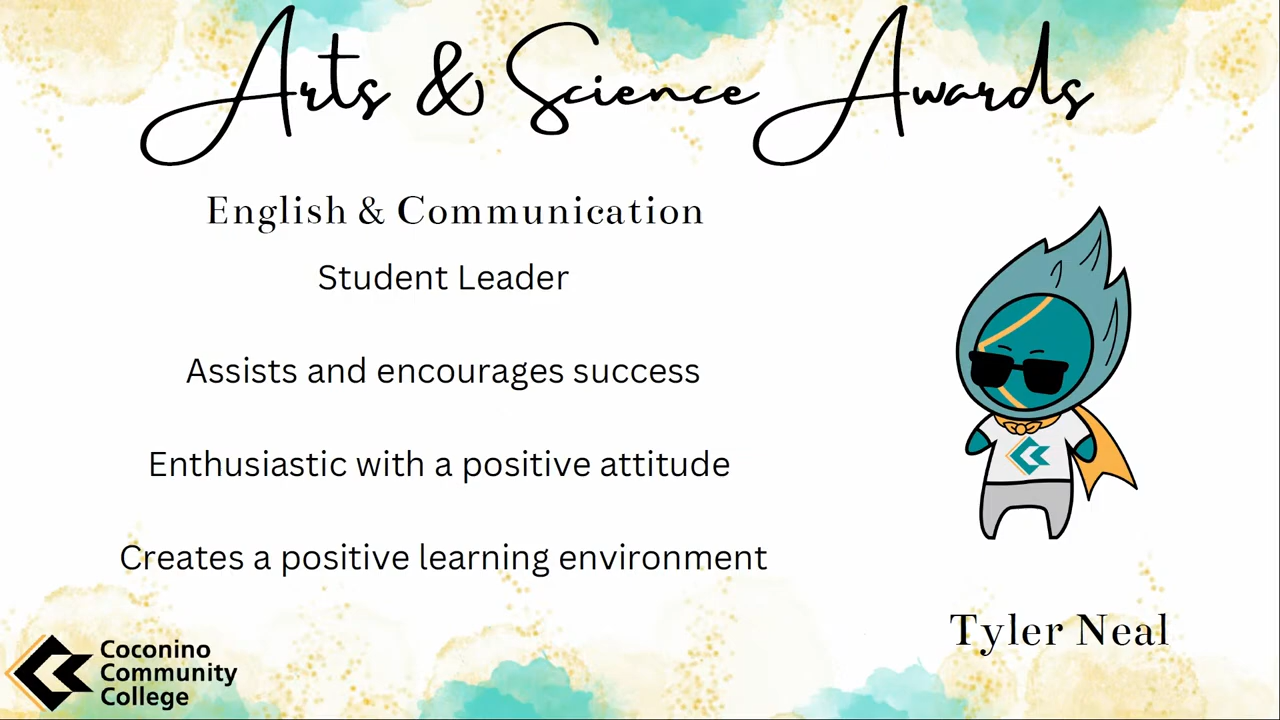 Arts & Science Awards
English & Communication
Student Leader
Assists and encourages success
Enthusiastic with a positive attitude
Creates a positive learning environment
Tyler Neal
Coconino
Community
College